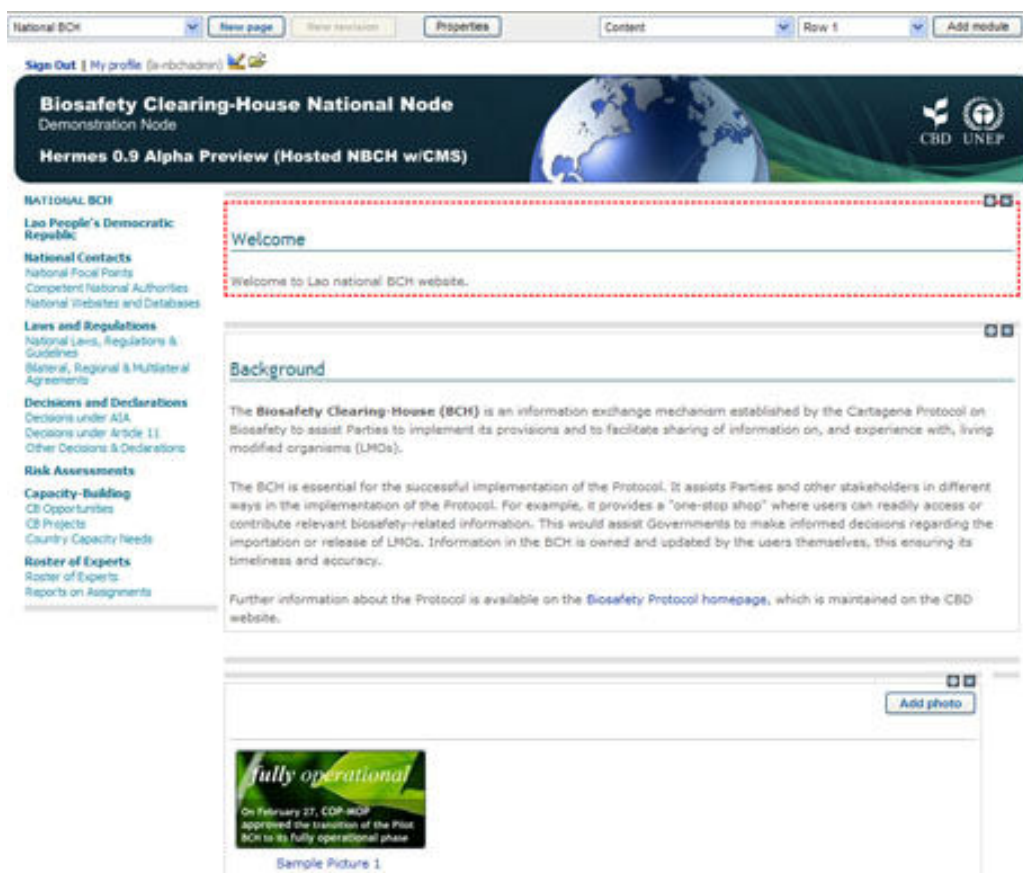 National BCH
New page
New revision
Properties
Content
Row 1
Add module
Sign Out | My profile (la-nbchadmin)
Biosafety Clearing-House National Node
Demonstration Node
Hermes 0.9 Alpha Preview (Hosted NBCH w/CMS)
CBD UNEP
NATIONAL BCH
Lao People's Democratic
Republic
National Contacts
National Focal Points
Competent National Authorities
National Websites and Databases
Laws and Regulations
National Laws, Regulations &
Guidelines
Bilateral, Regional & Multilateral
Agreements
Decisions and Declarations
Decisions under AIA
Decisions under Article 11
Other Decisions & Declarations
Risk Assessments
Capacity-Building
CB Opportunities
CB Projects
Country Capacity Needs
Roster of Experts
Roster of Experts
Reports on Assignments
Welcome
Welcome to Lao national BCH website.
Background
The Biosafety Clearing-House (BCH) is an information exchange mechanism established by the Cartagena Protocol on
Biosafety to assist Parties to implement its provisions and to facilitate sharing of information on, and experience with, living
modified organisms (LMOs).
The BCH is essential for the successful implementation of the Protocol. It assists Parties and other stakeholders in different
ways in the implementation of the Protocol. For example, it provides a "one-stop shop" where users can readily access or
contribute relevant biosafety-related information. This would assist Governments to make informed decisions regarding the
importation or release of LMOs. Information in the BCH is owned and updated by the users themselves, this ensuring its
timeliness and accuracy.
Further information about the Protocol is available on the Biosafety Protocol homepage, which is maintained on the CBD
website.
Add photo
fully operational
On February 27, COP-MOP
approved the transition of the Pilot
BCH to its fully operational phase
Sample Picture 1